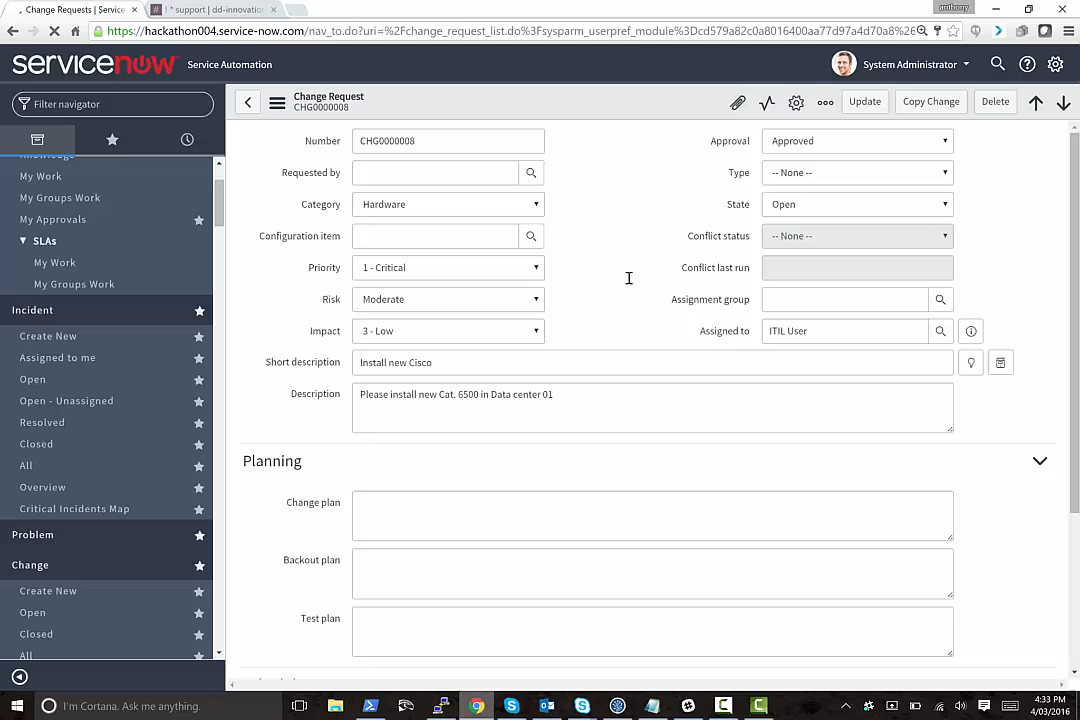 Change Requests | Service
! * support | dd-innovation
anthony
https://hackathon004.service-now.com/nav_to.do?uri=%2Fchange_request_list.do%3Fsysparm_userpref_module%3Dcd579a82c0a8016400aa77d97a4d70a8%26
servicenow
Service Automation
System Administrator
Filter navigator
Change Request
CHG0000008
Update
Copy Change
Delete
Knowledge
My Work
My Groups Work
My Approvals
SLAs
My Work
My Groups Work
Incident
Create New
Assigned to me
Open
Open - Unassigned
Resolved
Closed
All
Overview
Critical Incidents Map
Problem
Change
Create New
Open
Closed
All
Number
CHG0000008
Approval
Approved
Requested by
Type
-- None --
Category
Hardware
State
Open
Configuration item
Conflict status
-- None --
Priority
1 - Critical
Conflict last run
Risk
Moderate
Assignment group
Impact
3 - Low
Assigned to
ITIL User
Short description
Install new Cisco
Description
Please install new Cat. 6500 in Data center 01
Planning
Change plan
Backout plan
Test plan
I'm Cortana. Ask me anything.
4:33 PM
4/03/2016